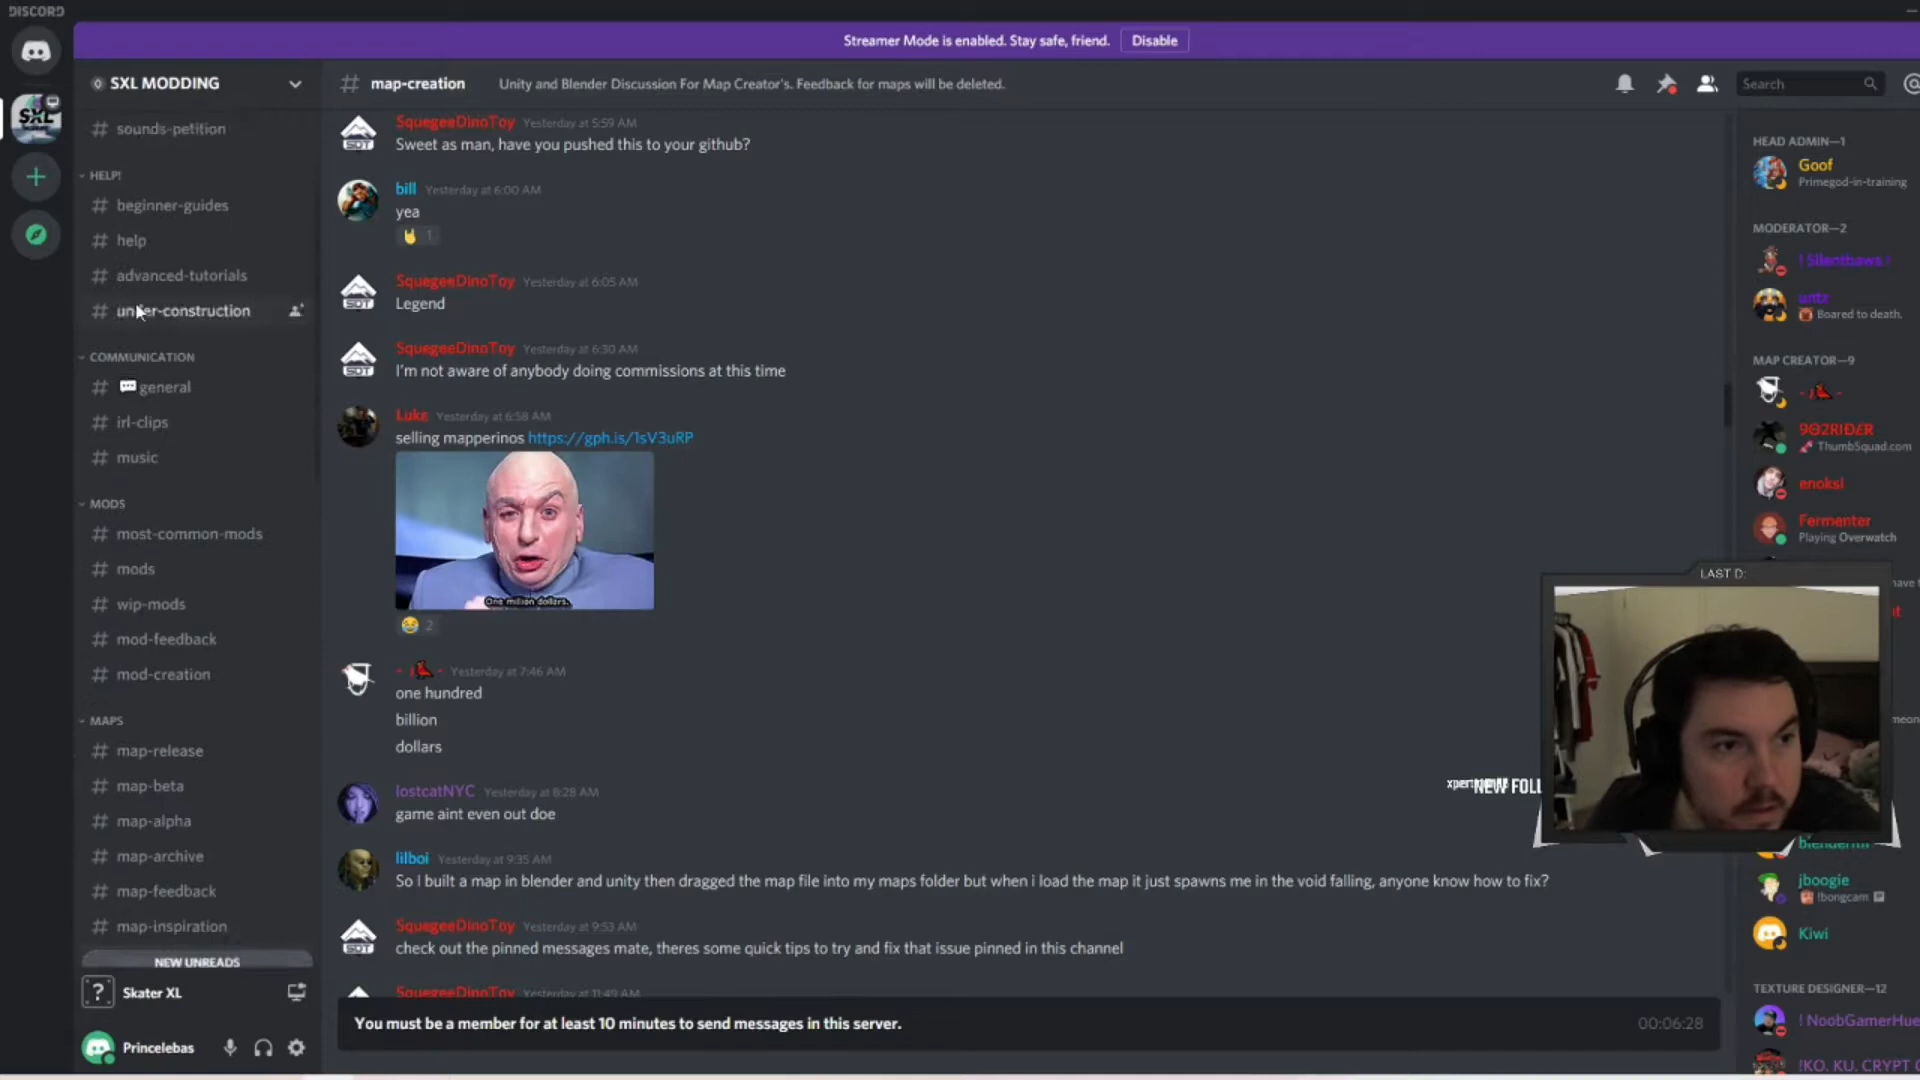 DISCORD
Streamer Mode is enabled. Stay safe, friend. Disable
SXL MODDING
# map-creation Unity and Blender Discussion For Map Creator's. Feedback for maps will be deleted.
Search
SXL
# sounds-petition
HELP!
# beginner-guides
# help
# advanced-tutorials
# under-construction
COMMUNICATION
# general
# irl-clips
# music
MODS
# most-common-mods
# mods
# wip-mods
# mod-feedback
# mod-creation
MAPS
# map-release
# map-beta
# map-alpha
# map-archive
# map-feedback
# map-inspiration
NEW UNREADS
? Skater XL
Princelebas
SquegeeDinoToy Yesterday at 5:59 AM
Sweet as man, have you pushed this to your github?
bill Yesterday at 6:00 AM
yea
1
SquegeeDinoToy Yesterday at 6:05 AM
Legend
SquegeeDinoToy Yesterday at 6:30 AM
I'm not aware of anybody doing commissions at this time
Luke Yesterday at 6:58 AM
selling mapperinos https://gph.is/1sV3uRP
One million dollars.
2
Yesterday at 7:46 AM
one hundred
billion
dollars
lostcatNYC Yesterday at 8:28 AM
game aint even out doe
lilboi Yesterday at 9:35 AM
So I built a map in blender and unity then dragged the map file into my maps folder but when i load the map it just spawns me in the void falling, anyone know how to fix?
SquegeeDinoToy Yesterday at 9:53 AM
check out the pinned messages mate, theres some quick tips to try and fix that issue pinned in this channel
SquegeeDinoToy Yesterday at 11:49 AM
You must be a member for at least 10 minutes to send messages in this server. 00:06:28
HEAD ADMIN—1
Goof
Primegod-in-training
MODERATOR—2
! Silentbaws !
untz
Boared to death.
MAP CREATOR—9
9Θ2RIĐ£R
ThumbSquad.com
enoksl
Fermenter
Playing Overwatch
LAST D:
NEW FOLL
jboogie
!bongcam
Kiwi
TEXTURE DESIGNER—12
! NoobGamerHue
!KO. KU. CRYPT